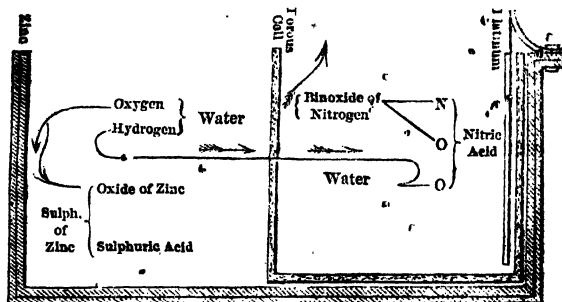 Zinc
Porous
Cell
Platinum
Oxygen
Hydrogen
Water
Binoxide of
Nitrogen
N
O
O
Nitric
Acid
Water
Oxide of Zinc
Sulph.
of
Zinc
Sulphuric Acid